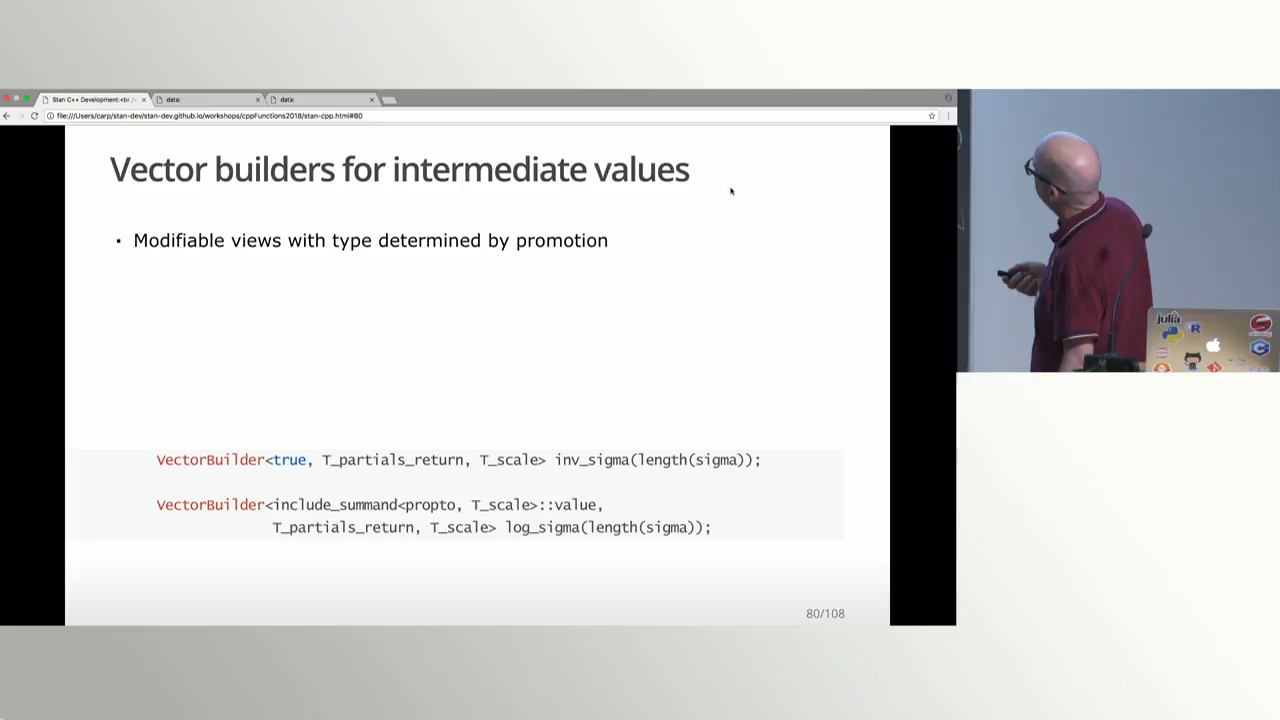 Stan C++ Development:<br /> 
data:
data:
file:///Users/carp/stan-dev/stan-dev.github.io/workshops/cppFunctions2018/stan-cpp.html#80
Vector builders for intermediate values
▪ Modifiable views with type determined by promotion
VectorBuilder<true, T_partials_return, T_scale> inv_sigma(length(sigma));
VectorBuilder<include_summand<propto, T_scale>::value,
T_partials_return, T_scale> log_sigma(length(sigma));
80/108
julia
R
C